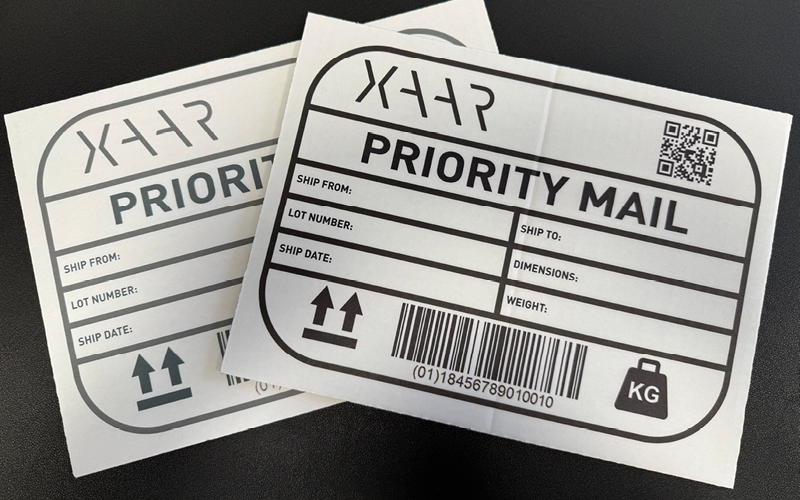 XAAR
PRIORIT
SHIP FROM:
LOT NUMBER:
SHIP DATE:
(01)
XAAR
PRIORITY MAIL
SHIP FROM:
LOT NUMBER:
SHIP DATE:
SHIP TO:
DIMENSIONS:
WEIGHT:
(01)18456789010010
KG